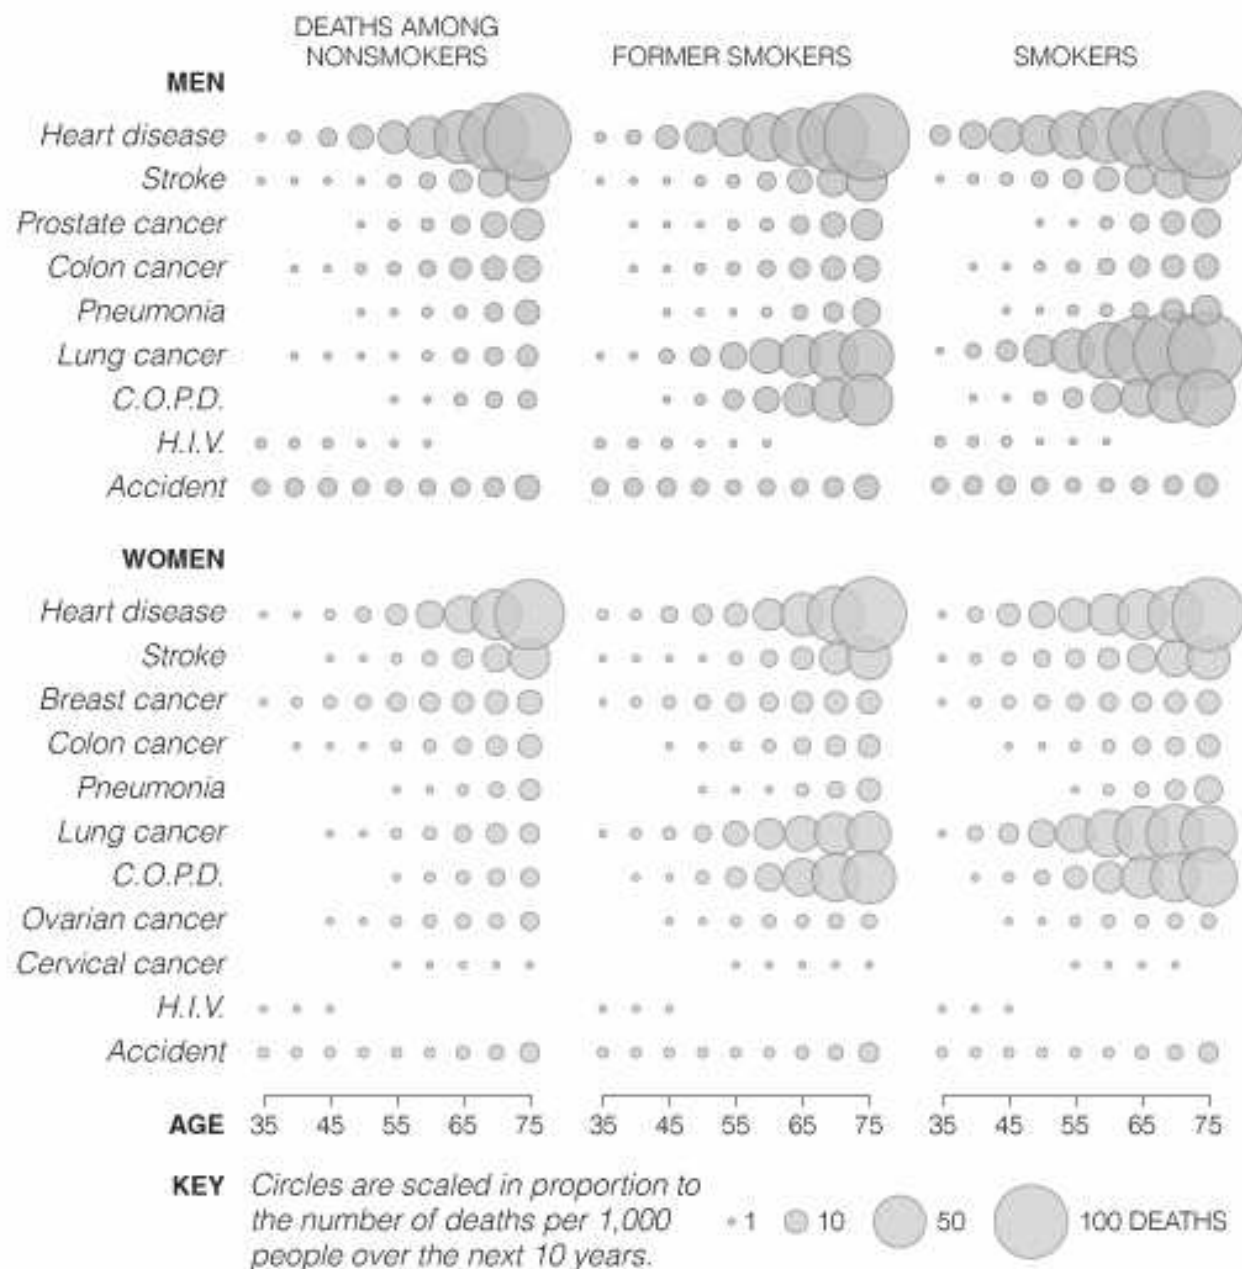 DEATHS AMONG
NONSMOKERS FORMER SMOKERS SMOKERS
MEN
Heart disease
Stroke
Prostate cancer
Colon cancer
Pneumonia
Lung cancer
C.O.P.D.
H.I.V.
Accident
WOMEN
Heart disease
Stroke
Breast cancer
Colon cancer
Pneumonia
Lung cancer
C.O.P.D.
Ovarian cancer
Cervical cancer
H.I.V.
Accident
AGE 35 45 55 65 75 35 45 55 65 75 35 45 55 65 75
KEY Circles are scaled in proportion to
the number of deaths per 1,000 1 10 50 100 DEATHS
people over the next 10 years.